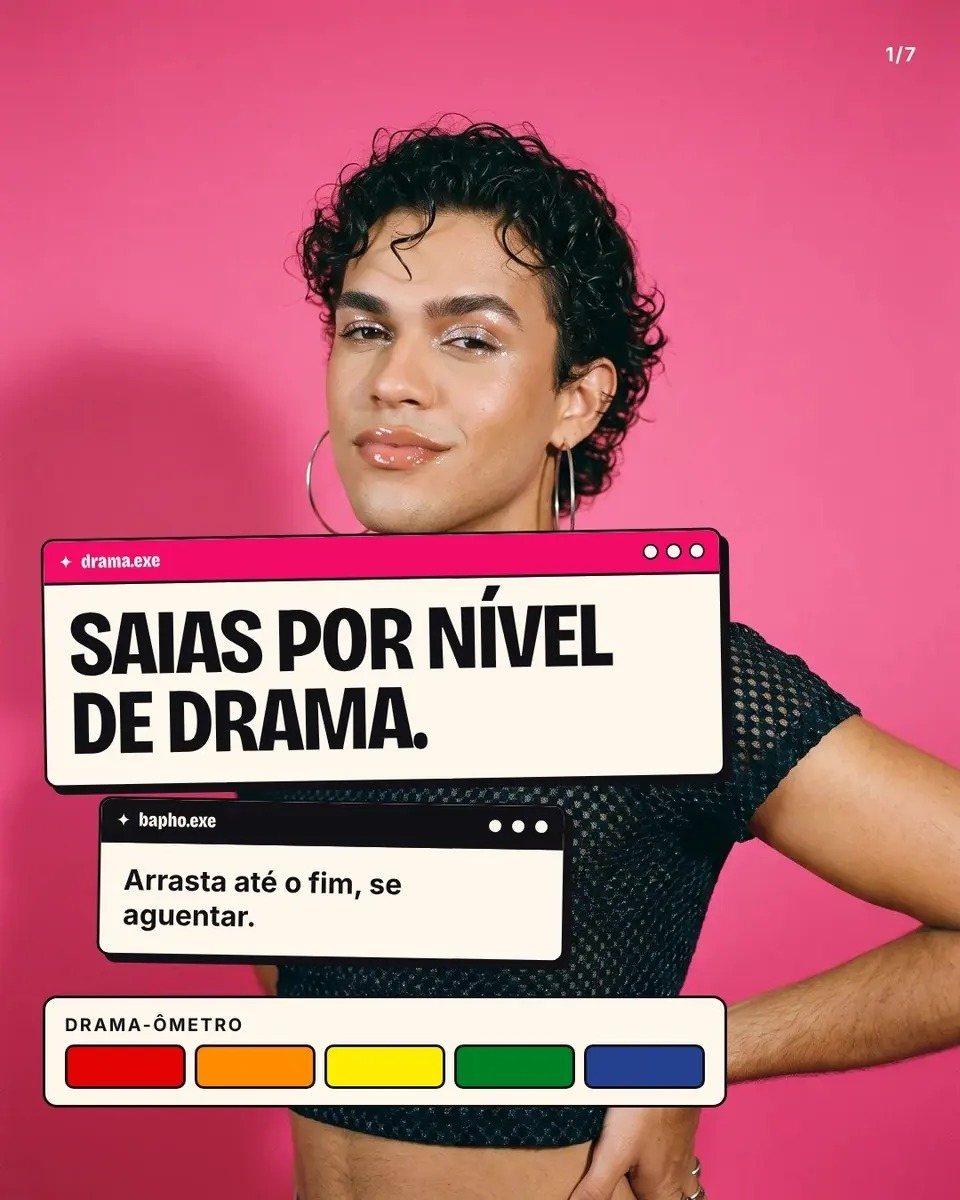 1/7
drama.exe
SAIAS POR NÍVEL
DE DRAMA.
bapho.exe
Arrasta até o fim, se
aguentar.
DRAMA-ÔMETRO